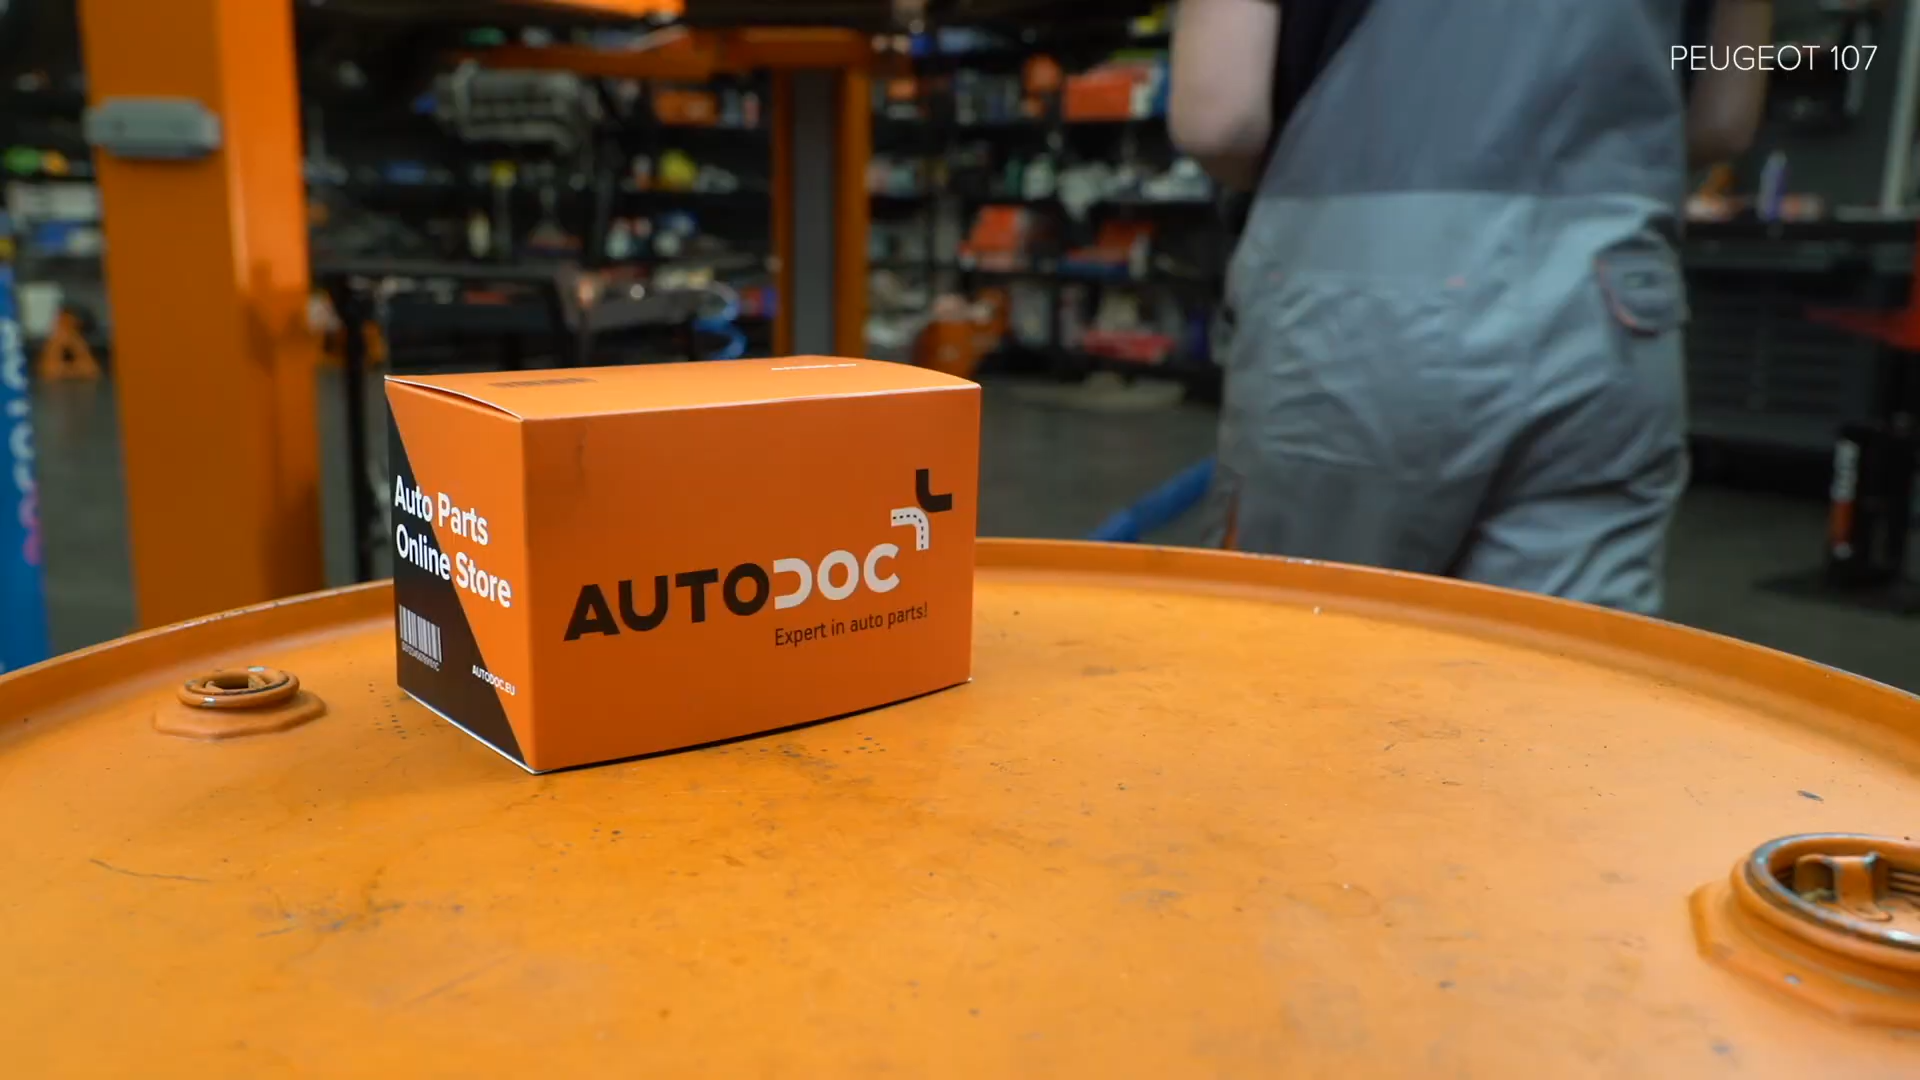 PEUGEOT 107
Auto Parts
Online Store
AUTODOC.EU
AUTODOC
Expert in auto parts!